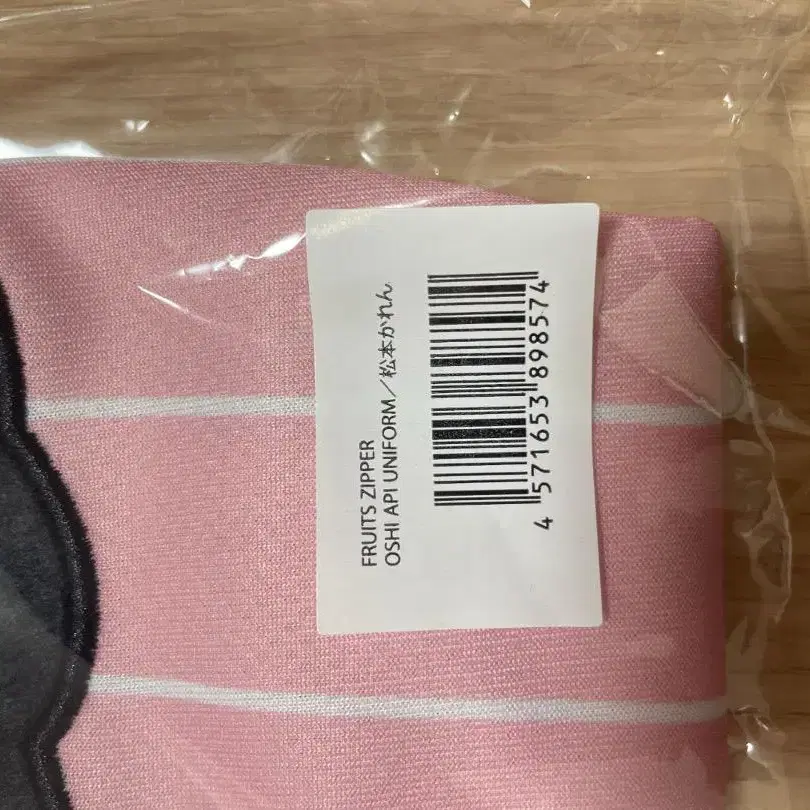 FRUITS ZIPPER
OSHI API UNIFORM／松本かれん
4 571653 898574